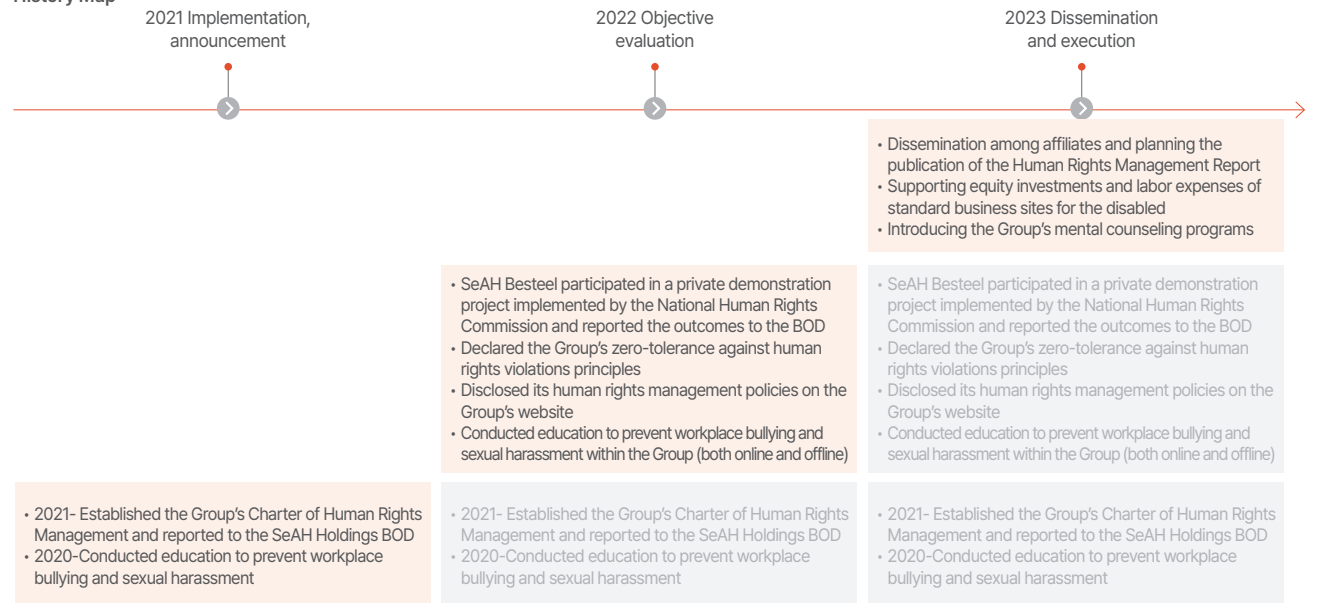 History Map
2021 Implementation,
announcement
2022 Objective
evaluation
2023 Dissemination
and execution
• Dissemination among affiliates and planning the
publication of the Human Rights Management Report
• Supporting equity investments and labor expenses of
standard business sites for the disabled
• Introducing the Group's mental counseling programs
• SeAH Besteel participated in a private demonstration
project implemented by the National Human Rights
Commission and reported the outcomes to the BOD
• Declared the Group's zero-tolerance against human
rights violations principles
• Disclosed its human rights management policies on the
Group's website
• Conducted education to prevent workplace bullying and
sexual harassment within the Group (both online and offline)
• SeAH Besteel participated in a private demonstration
project implemented by the National Human Rights
Commission and reported the outcomes to the BOD
• Declared the Group's zero-tolerance against human
rights violations principles
• Disclosed its human rights management policies on the
Group's website
• Conducted education to prevent workplace bullying and
sexual harassment within the Group (both online and offline)
• 2021- Established the Group's Charter of Human Rights
Management and reported to the SeAH Holdings BOD
• 2020-Conducted education to prevent workplace
bullying and sexual harassment
• 2021- Established the Group's Charter of Human Rights
Management and reported to the SeAH Holdings BOD
• 2020-Conducted education to prevent workplace
bullying and sexual harassment
• 2021- Established the Group's Charter of Human Rights
Management and reported to the SeAH Holdings BOD
• 2020-Conducted education to prevent workplace
bullying and sexual harassment